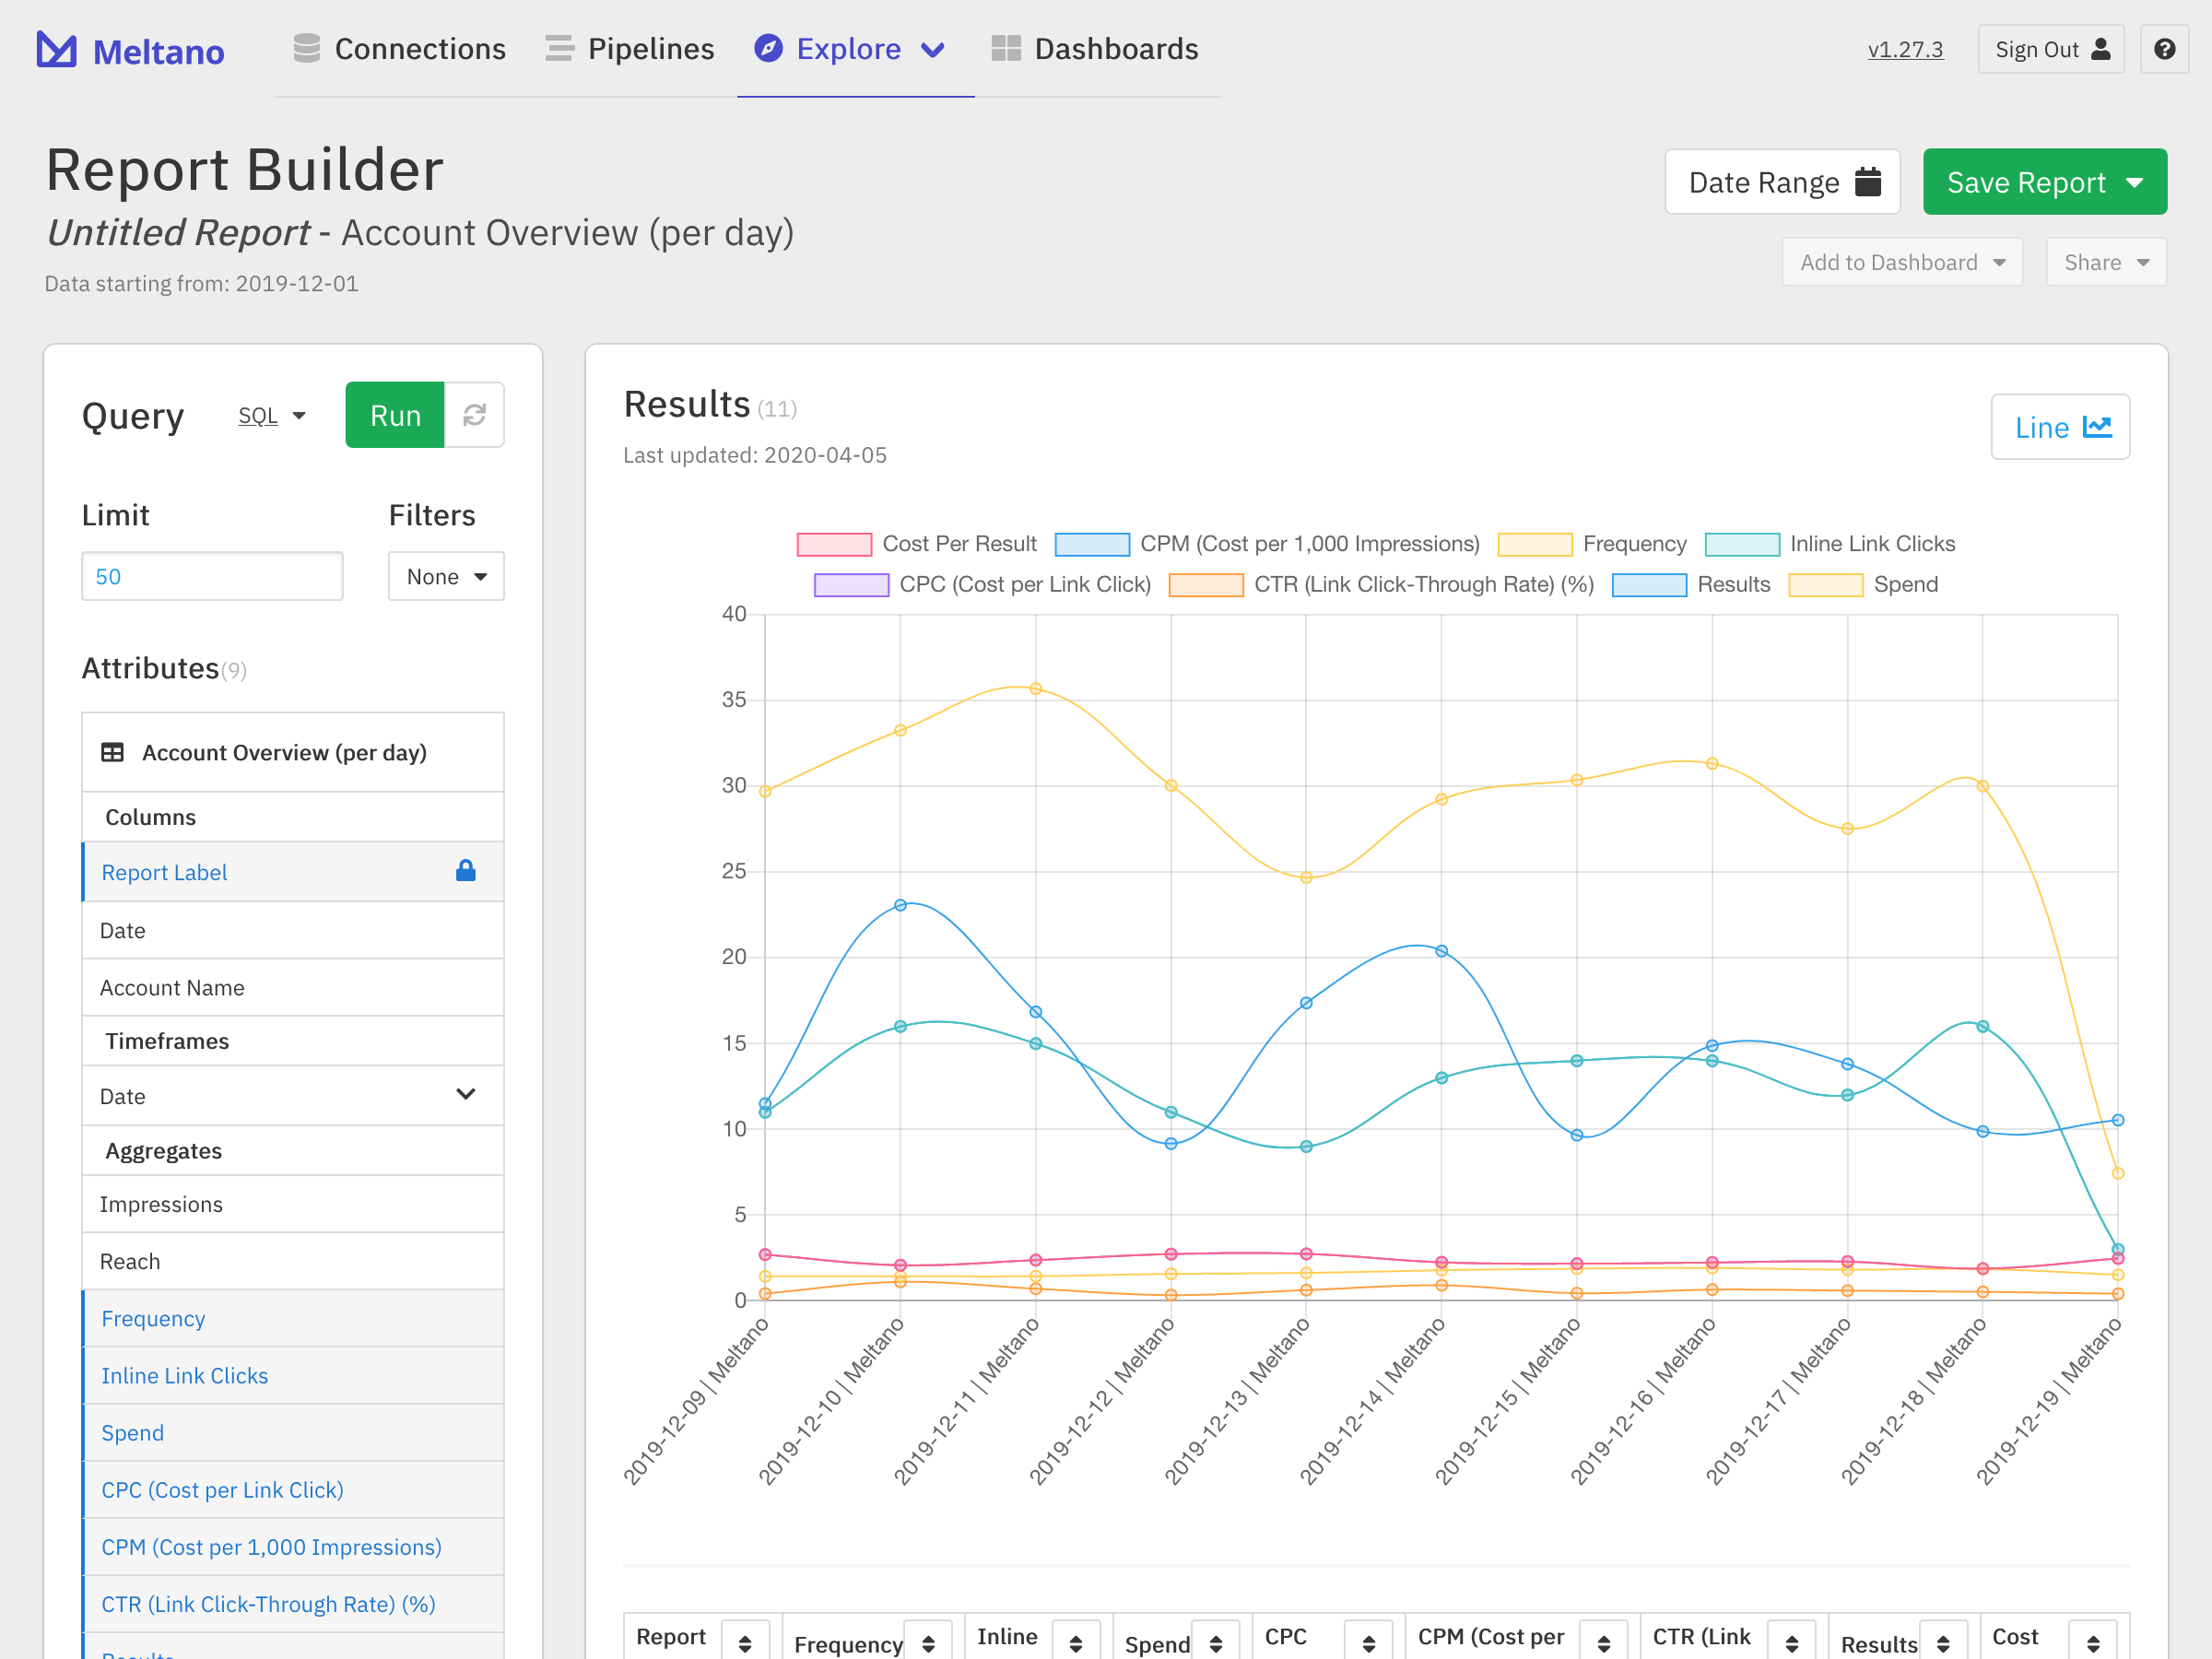 Meltano
Connections
Pipelines
Explore
Dashboards
v1.27.3
Sign Out
Report Builder
Untitled Report - Account Overview (per day)
Data starting from: 2019-12-01
Date Range
Save Report
Add to Dashboard
Share
Query
SQL
Run
Limit
Filters
50
None
Attributes(9)
Account Overview (per day)
Columns
Report Label
Date
Account Name
Timeframes
Date
Aggregates
Impressions
Reach
Frequency
Inline Link Clicks
Spend
CPC (Cost per Link Click)
CPM (Cost per 1,000 Impressions)
CTR (Link Click-Through Rate) (%)
Results
Results (11)
Last updated: 2020-04-05
Line
Cost Per Result
CPM (Cost per 1,000 Impressions)
Frequency
Inline Link Clicks
CPC (Cost per Link Click)
CTR (Link Click-Through Rate) (%)
Results
Spend
40
35
30
25
20
15
10
5
0
2019-12-09 | Meltano
2019-12-10 | Meltano
2019-12-11 | Meltano
2019-12-12 | Meltano
2019-12-13 | Meltano
2019-12-14 | Meltano
2019-12-15 | Meltano
2019-12-16 | Meltano
2019-12-17 | Meltano
2019-12-18 | Meltano
2019-12-19 | Meltano
Report
Frequency
Inline
Spend
CPC
CPM (Cost per
CTR (Link
Results
Cost